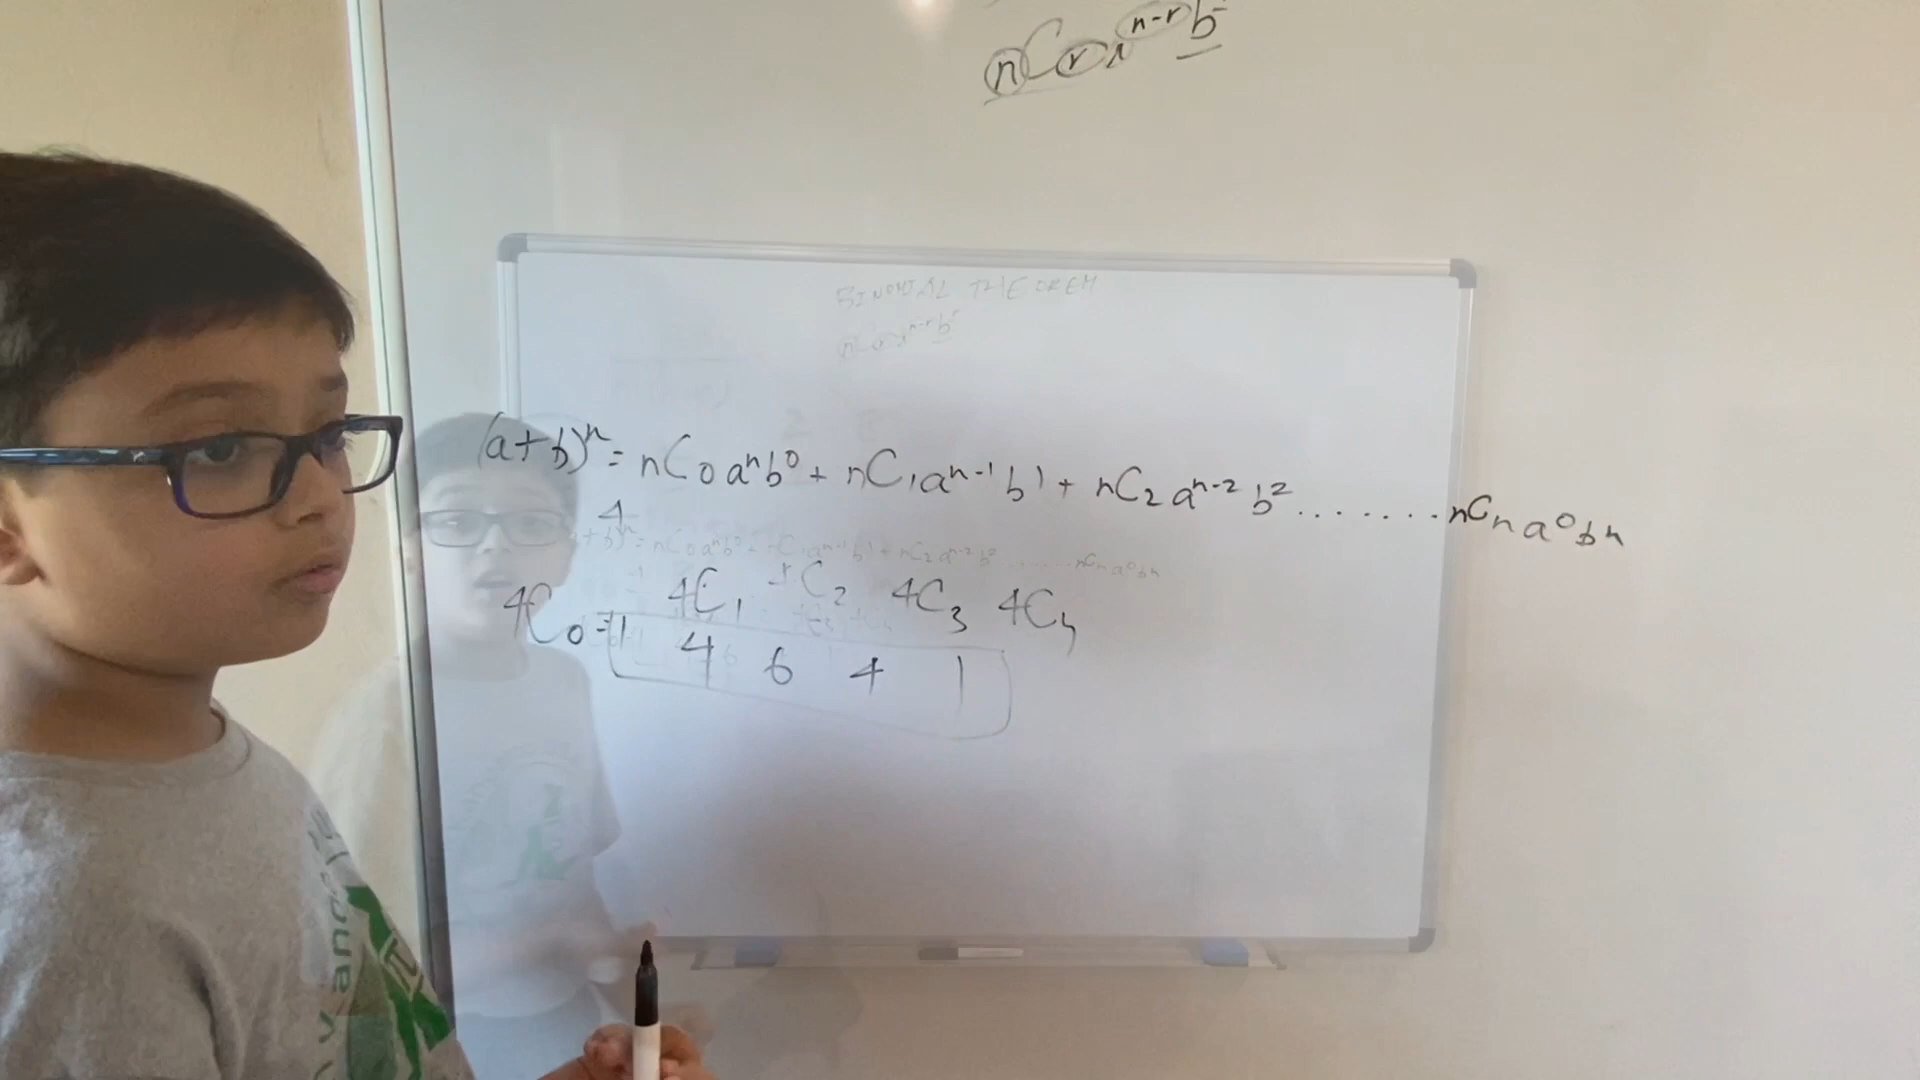 nCr x^n-r b^r
BINOMIAL THEOREM
(a+b)^n = nC0 a^n b^0 + nC1 a^n-1 b^1 + nC2 a^n-2 b^2 ....... nCn a^0 b^n
4
4C0 = 4C1 4C2 4C3 4C4
1 4 6 4 1